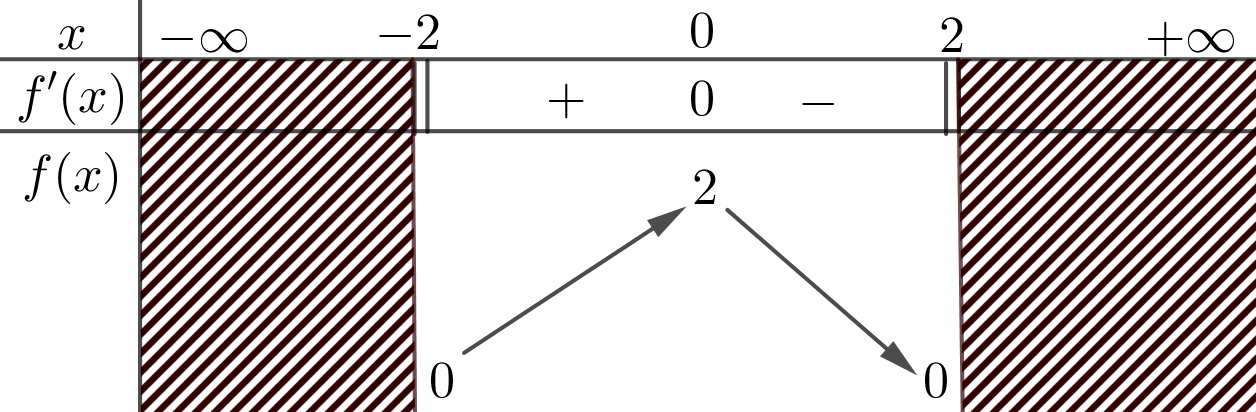 x −∞ −2 0 2 +∞
f′(x) + 0 −
f(x)
2
0 0